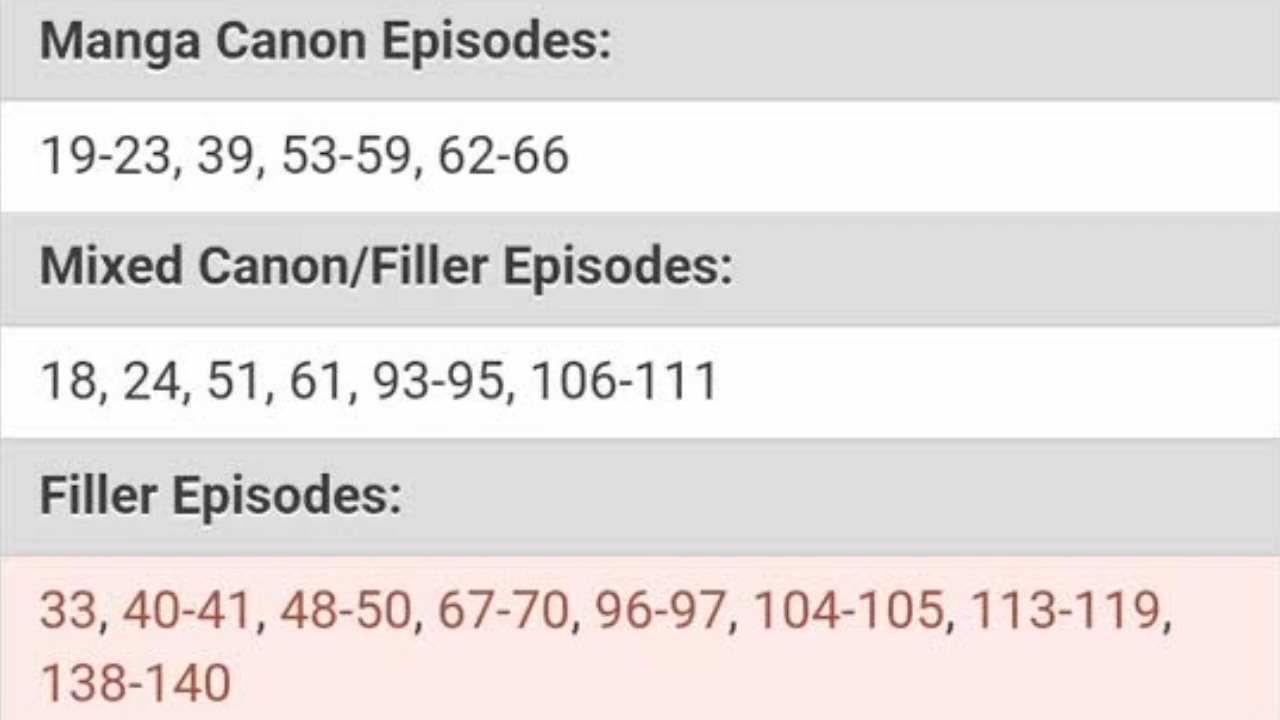 Manga Canon Episodes:
19-23, 39, 53-59, 62-66
Mixed Canon/Filler Episodes:
18, 24, 51, 61, 93-95, 106-111
Filler Episodes:
33, 40-41, 48-50, 67-70, 96-97, 104-105, 113-119,
138-140